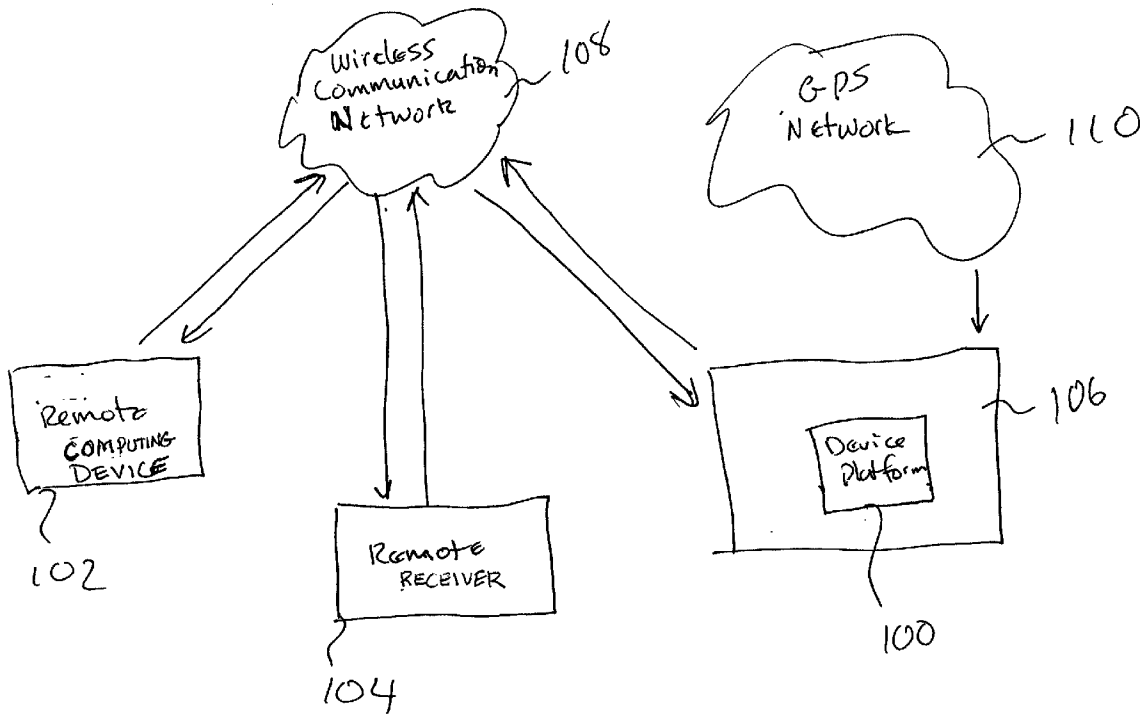 Wireless
Communication
Network
108
GPS
Network
110
Remote
COMPUTING
DEVICE
102
Remote
RECEIVER
104
106
Device
Platform
100